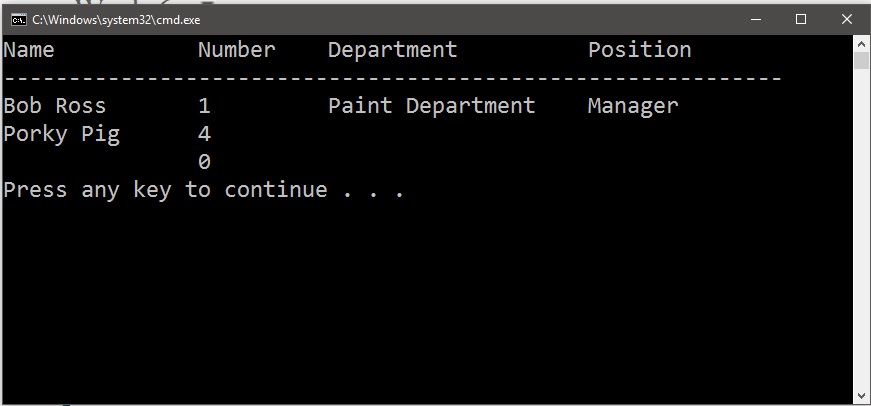 C:\Windows\system32\cmd.exe
Name Number Department Position
------------------------------------------------------------
Bob Ross 1 Paint Department Manager
Porky Pig 4
0
Press any key to continue . . .